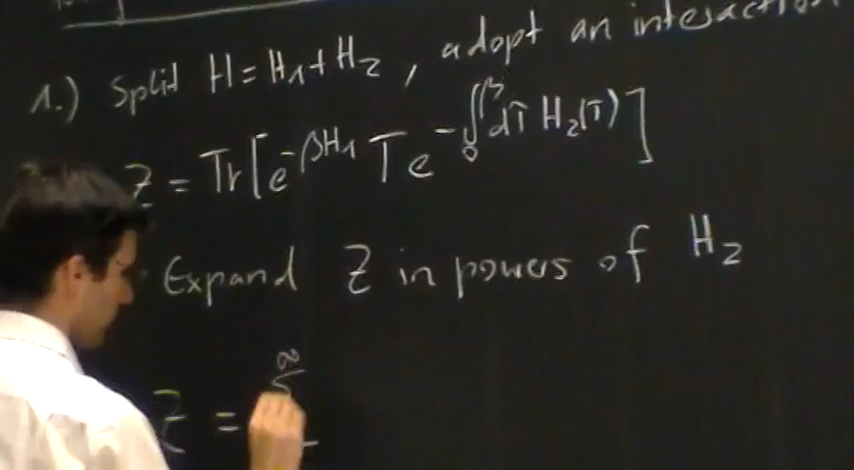 1.) Split H = H₁ + H₂, adopt an interaction
Z = Tr[e^{-βH₁} T e^{-∫₀^β dτ H₂(τ)}]
· Expand Z in powers of H₂
Z = ∞